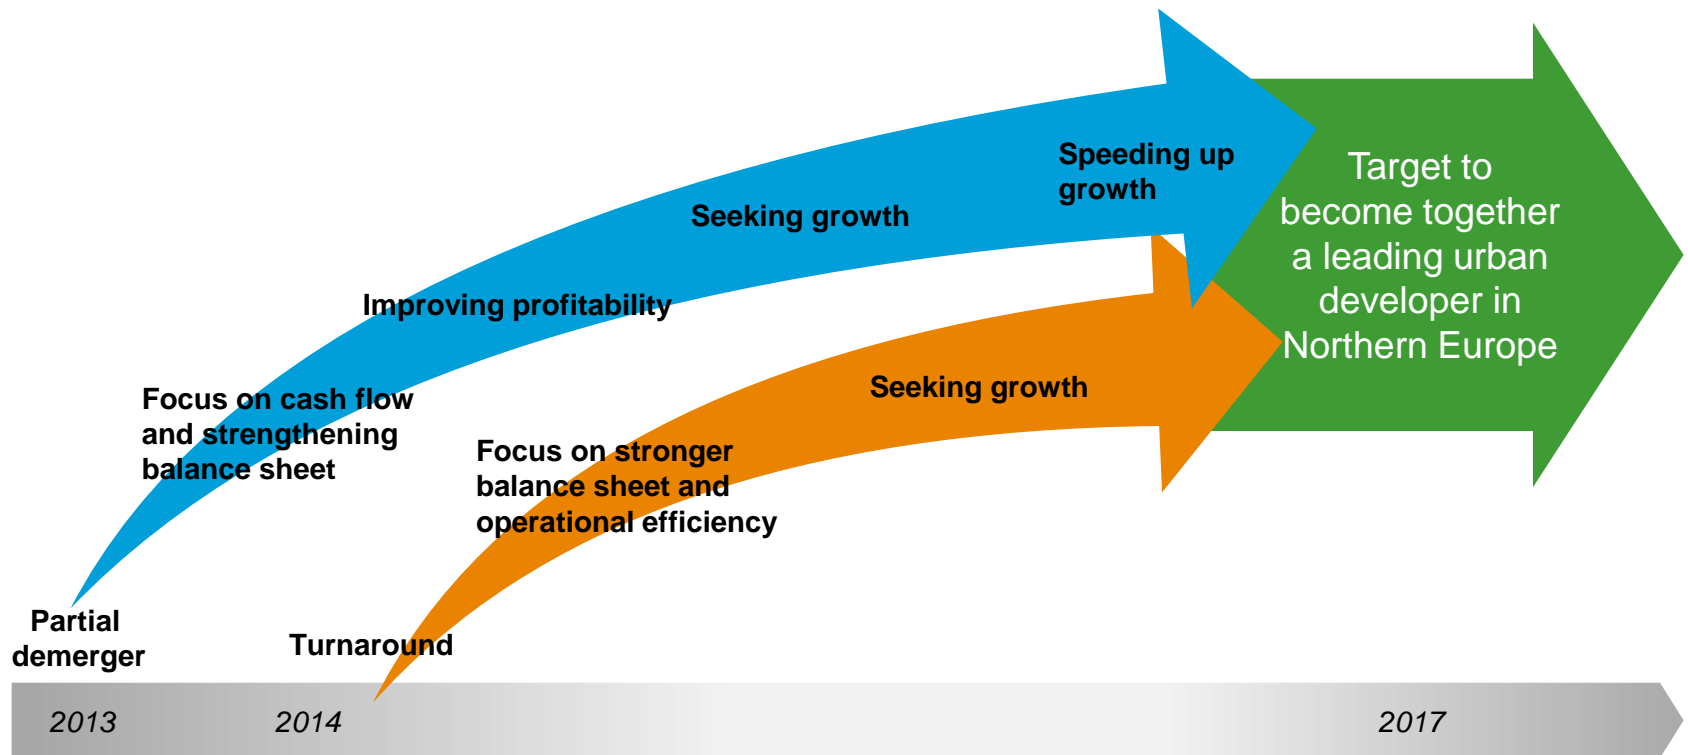 Speeding up
growth
Seeking growth
Improving profitability
Focus on cash flow
and strengthening
balance sheet
Partial
demerger
Target to
become together
a leading urban
developer in
Northern Europe
Seeking growth
Focus on stronger
balance sheet and
operational efficiency
Turnaround
2013
2014
2017